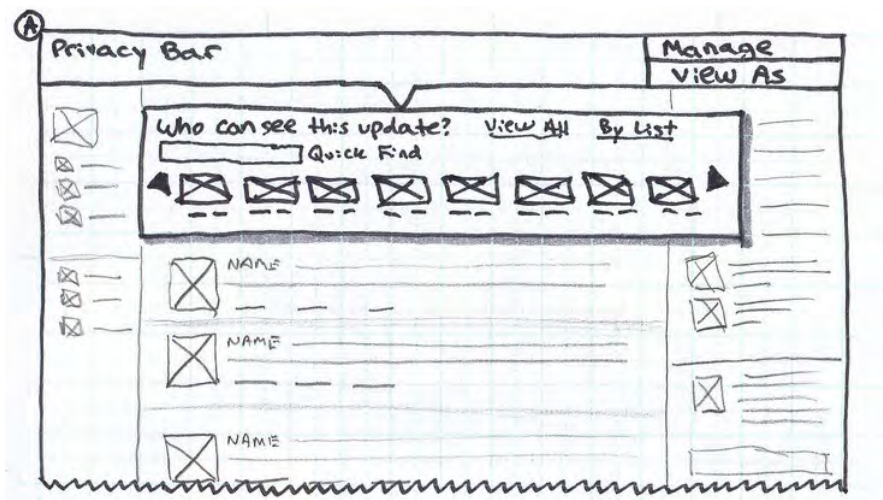 A
Privacy Bar
Manage
View As
Who can see this update? View All By List
Quick Find
NAME
NAME
NAME